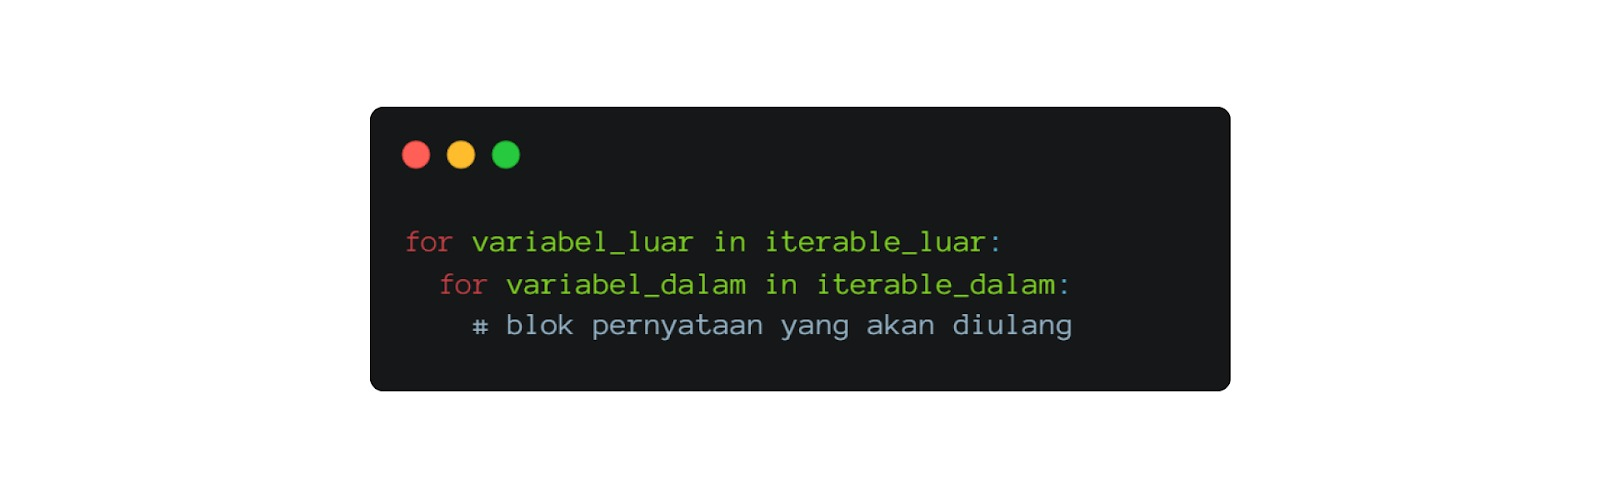 for variabel_luar in iterable_luar:
  for variabel_dalam in iterable_dalam:
    # blok pernyataan yang akan diulang